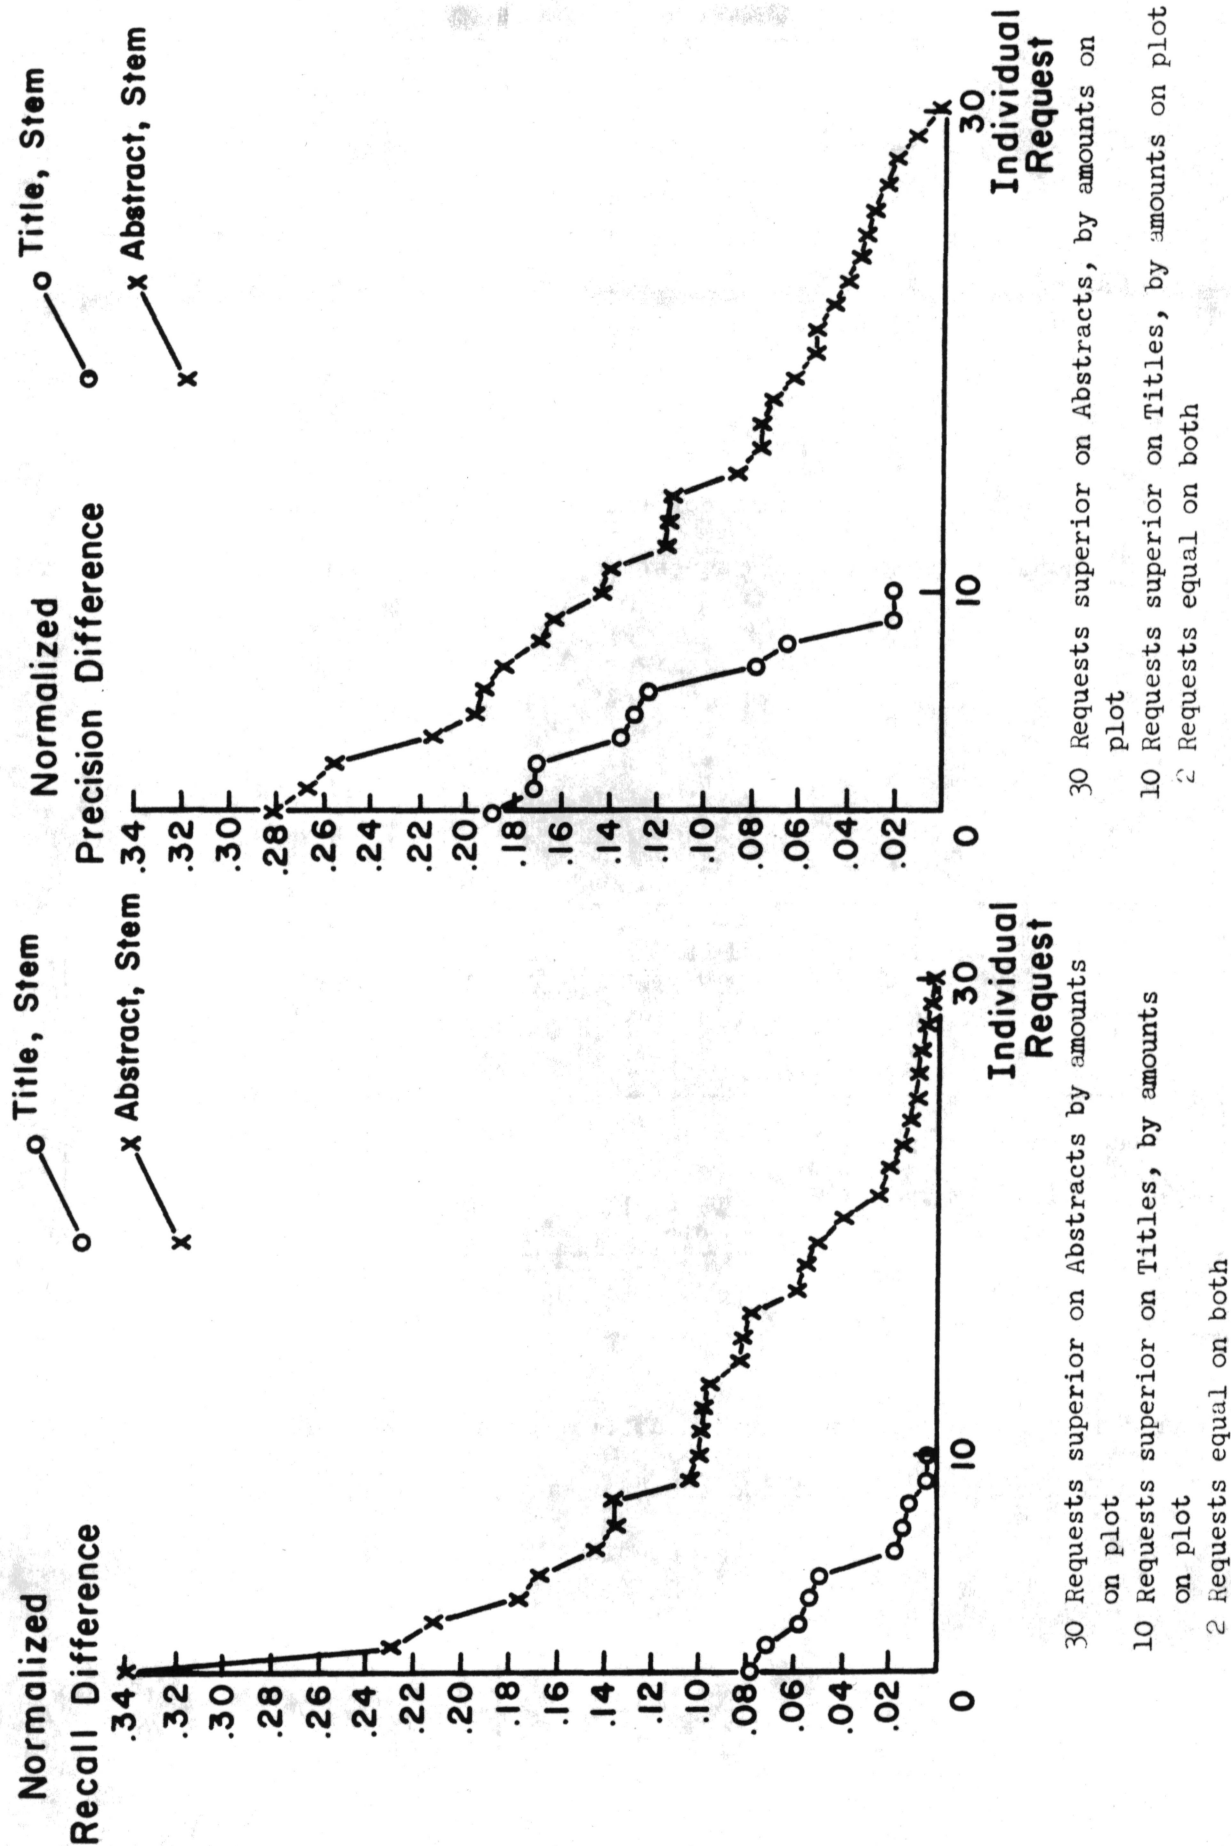 Normalized
Recall Difference
o Title, Stem
x Abstract, Stem
.34
.32
.30
.28
.26
.24
.22
.20
.18
.16
.14
.12
.10
.08
.06
.04
.02
0
10
30
Individual
Request
30 Requests superior on Abstracts by amounts
on plot
10 Requests superior on Titles, by amounts
on plot
2 Requests equal on both
Normalized
Precision Difference
o Title, Stem
x Abstract, Stem
.34
.32
.30
.28
.26
.24
.22
.20
.18
.16
.14
.12
.10
.08
.06
.04
.02
0
10
30
Individual
Request
30 Requests superior on Abstracts, by amounts on
plot
10 Requests superior on Titles, by amounts on plot
2 Requests equal on both